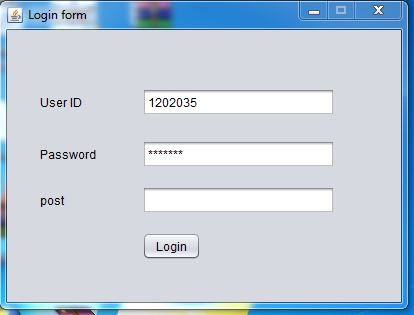 Login form
User ID 1202035
Password *******
post
Login